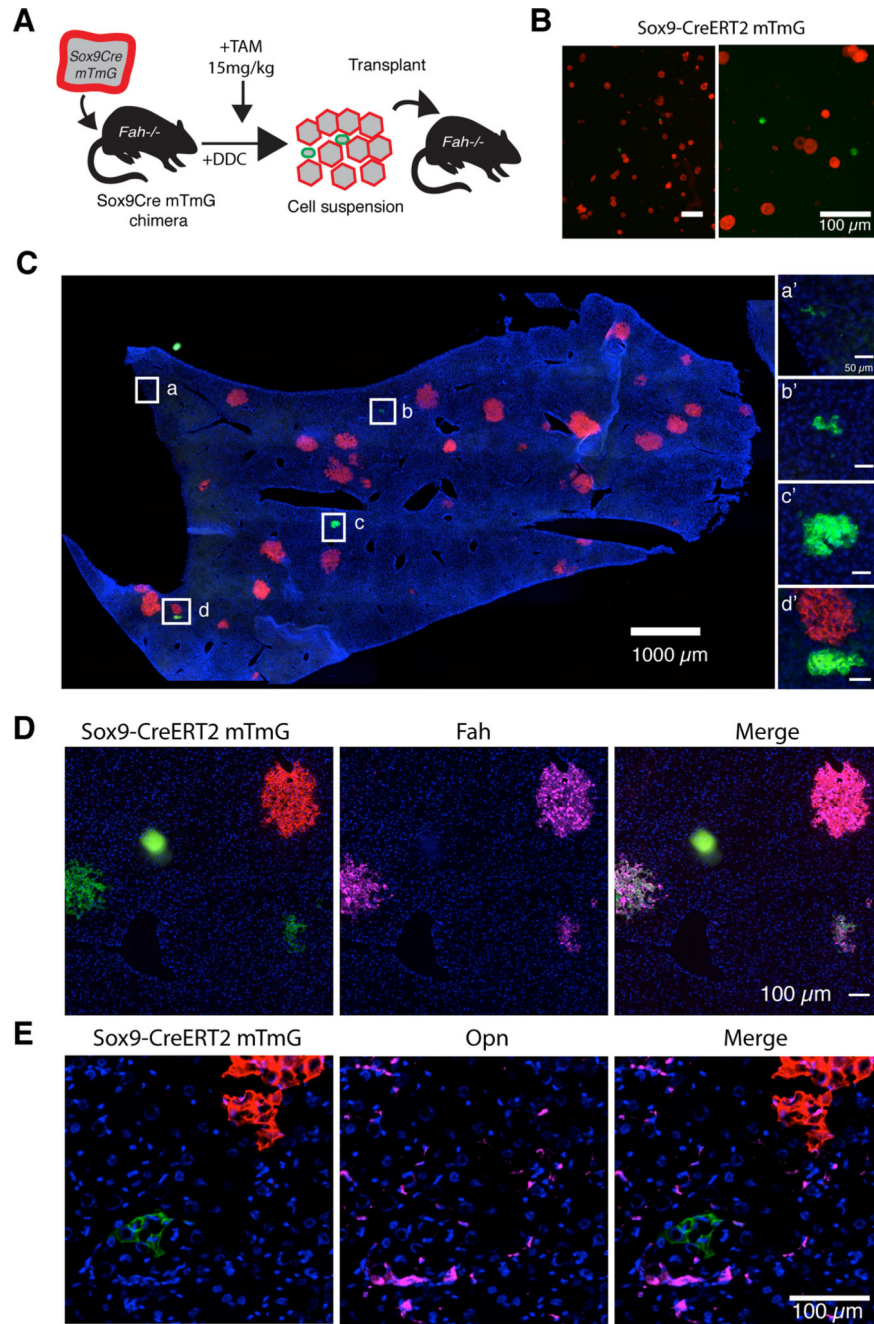 A
Sox9Cre
mTmG
+TAM
15mg/kg
Transplant
Fah-/-
+DDC
Fah-/-
Sox9Cre mTmG
chimera
Cell suspension
B
Sox9-CreERT2 mTmG
100 µm
C
a
b
c
d
1000 µm
a'
50 µm
b'
c'
d'
D
Sox9-CreERT2 mTmG
Fah
Merge
100 µm
E
Sox9-CreERT2 mTmG
Opn
Merge
100 µm